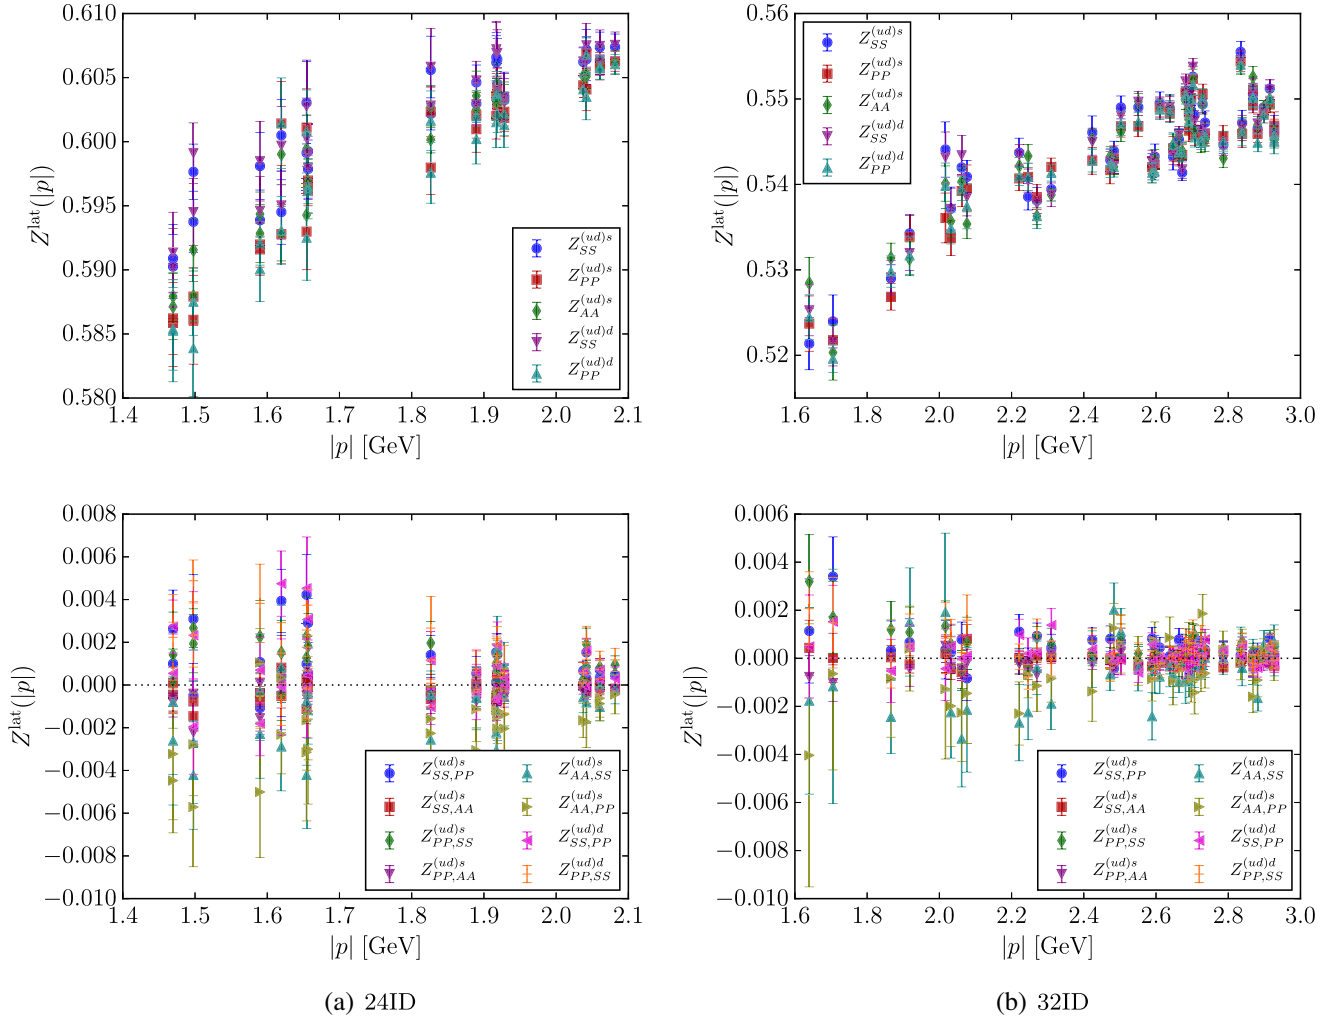 0.610
0.605
0.600
0.595
0.590
0.585
0.580
Z^lat(|p|)
1.4 1.5 1.6 1.7 1.8 1.9 2.0 2.1
|p| [GeV]
Z_SS^(ud)s
Z_PP^(ud)s
Z_AA^(ud)s
Z_SS^(ud)d
Z_PP^(ud)d
0.56
0.55
0.54
0.53
0.52
Z^lat(|p|)
1.6 1.8 2.0 2.2 2.4 2.6 2.8 3.0
|p| [GeV]
Z_SS^(ud)s
Z_PP^(ud)s
Z_AA^(ud)s
Z_SS^(ud)d
Z_PP^(ud)d
0.008
0.006
0.004
0.002
0.000
−0.002
−0.004
−0.006
−0.008
−0.010
Z^lat(|p|)
1.4 1.5 1.6 1.7 1.8 1.9 2.0 2.1
|p| [GeV]
Z_SS,PP^(ud)s Z_AA,SS^(ud)s
Z_SS,AA^(ud)s Z_AA,PP^(ud)s
Z_PP,SS^(ud)s Z_SS,PP^(ud)d
Z_PP,AA^(ud)s Z_PP,SS^(ud)d
(a) 24ID
0.006
0.004
0.002
0.000
−0.002
−0.004
−0.006
−0.008
−0.010
Z^lat(|p|)
1.6 1.8 2.0 2.2 2.4 2.6 2.8 3.0
|p| [GeV]
Z_SS,PP^(ud)s Z_AA,SS^(ud)s
Z_SS,AA^(ud)s Z_AA,PP^(ud)s
Z_PP,SS^(ud)s Z_SS,PP^(ud)d
Z_PP,AA^(ud)s Z_PP,SS^(ud)d
(b) 32ID